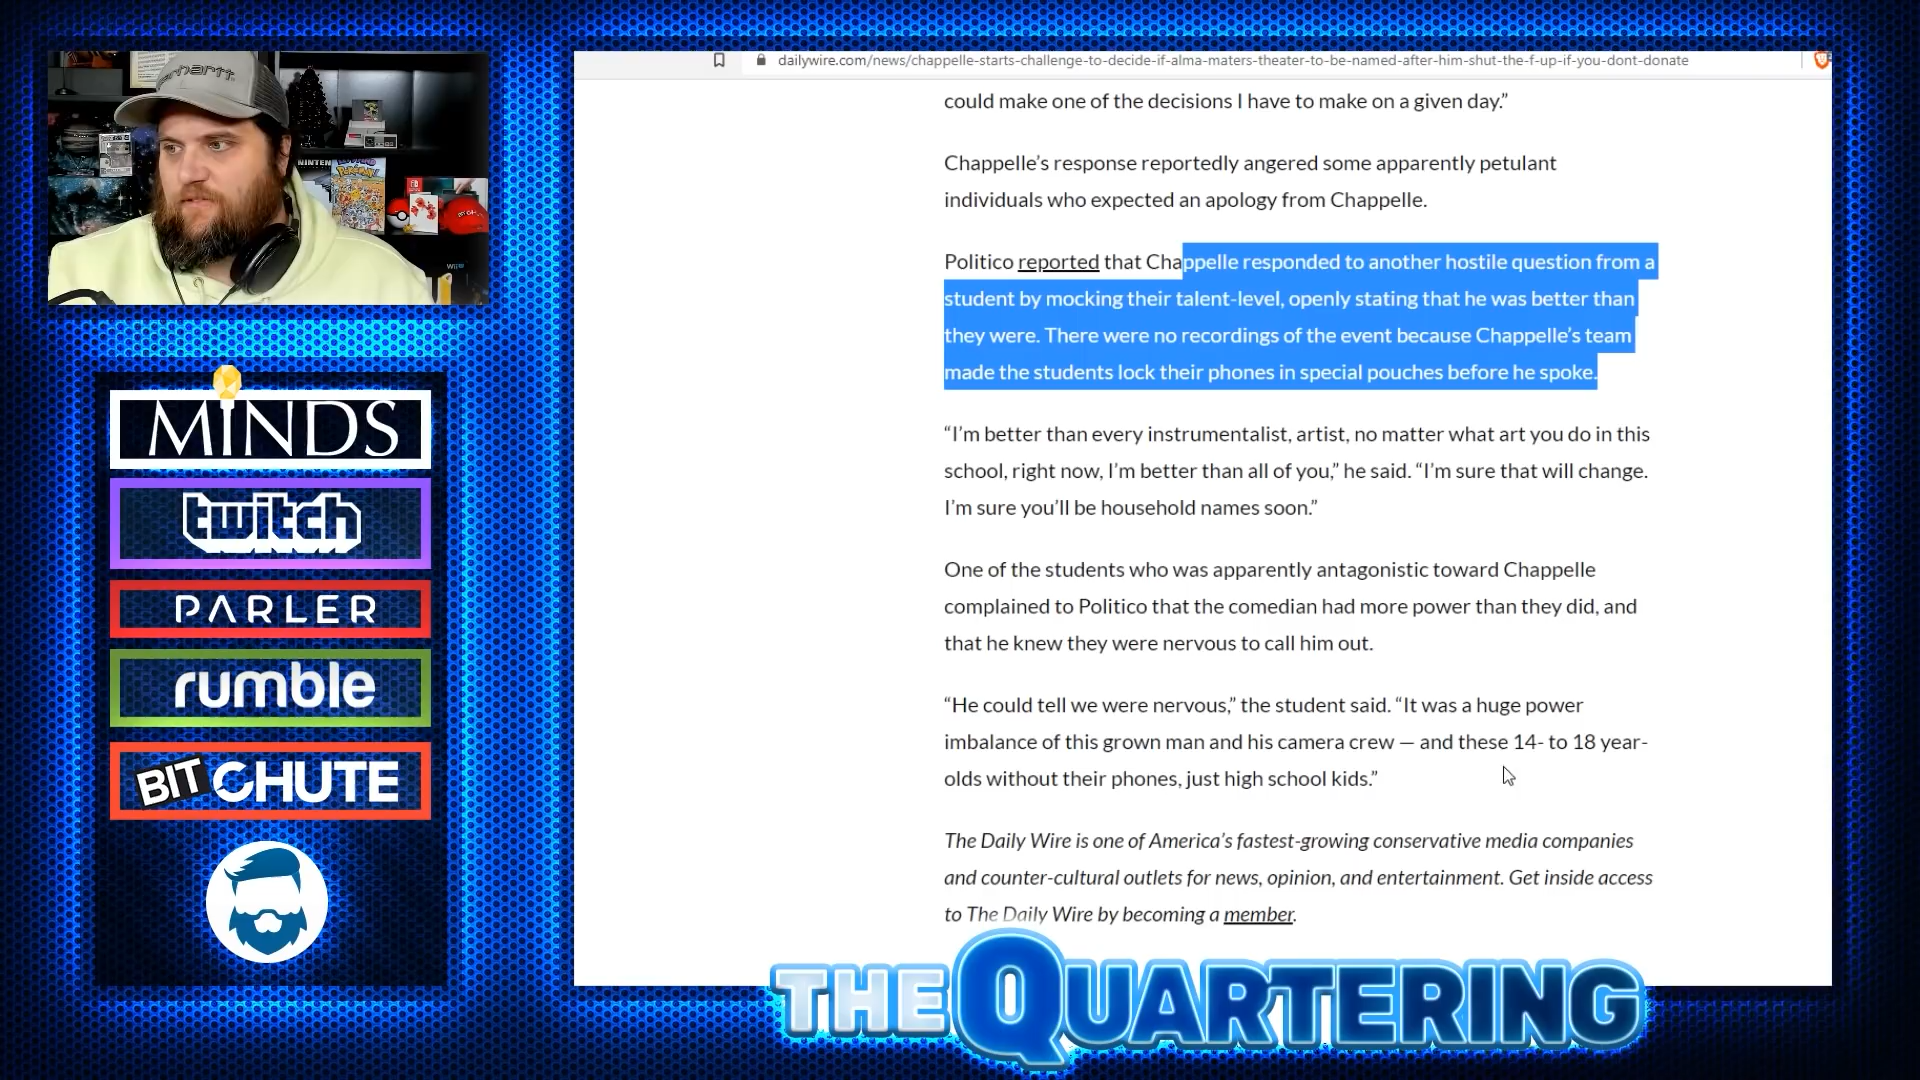 dailywire.com/news/chappelle-starts-challenge-to-decide-if-alma-maters-theater-to-be-named-after-him-shut-the-f-up-if-you-dont-donate
could make one of the decisions I have to make on a given day.”
Chappelle’s response reportedly angered some apparently petulant
individuals who expected an apology from Chappelle.
Politico reported that Chappelle responded to another hostile question from a
student by mocking their talent-level, openly stating that he was better than
they were. There were no recordings of the event because Chappelle’s team
made the students lock their phones in special pouches before he spoke.
“I’m better than every instrumentalist, artist, no matter what art you do in this
school, right now, I’m better than all of you,” he said. “I’m sure that will change.
I’m sure you’ll be household names soon.”
One of the students who was apparently antagonistic toward Chappelle
complained to Politico that the comedian had more power than they did, and
that he knew they were nervous to call him out.
“He could tell we were nervous,” the student said. “It was a huge power
imbalance of this grown man and his camera crew — and these 14- to 18 year-
olds without their phones, just high school kids.”
The Daily Wire is one of America’s fastest-growing conservative media companies
and counter-cultural outlets for news, opinion, and entertainment. Get inside access
to The Daily Wire by becoming a member.
carhartt
NINTEN
POKéMON
MINDS
twitch
PARLER
rumble
BITCHUTE
THE QUARTERING